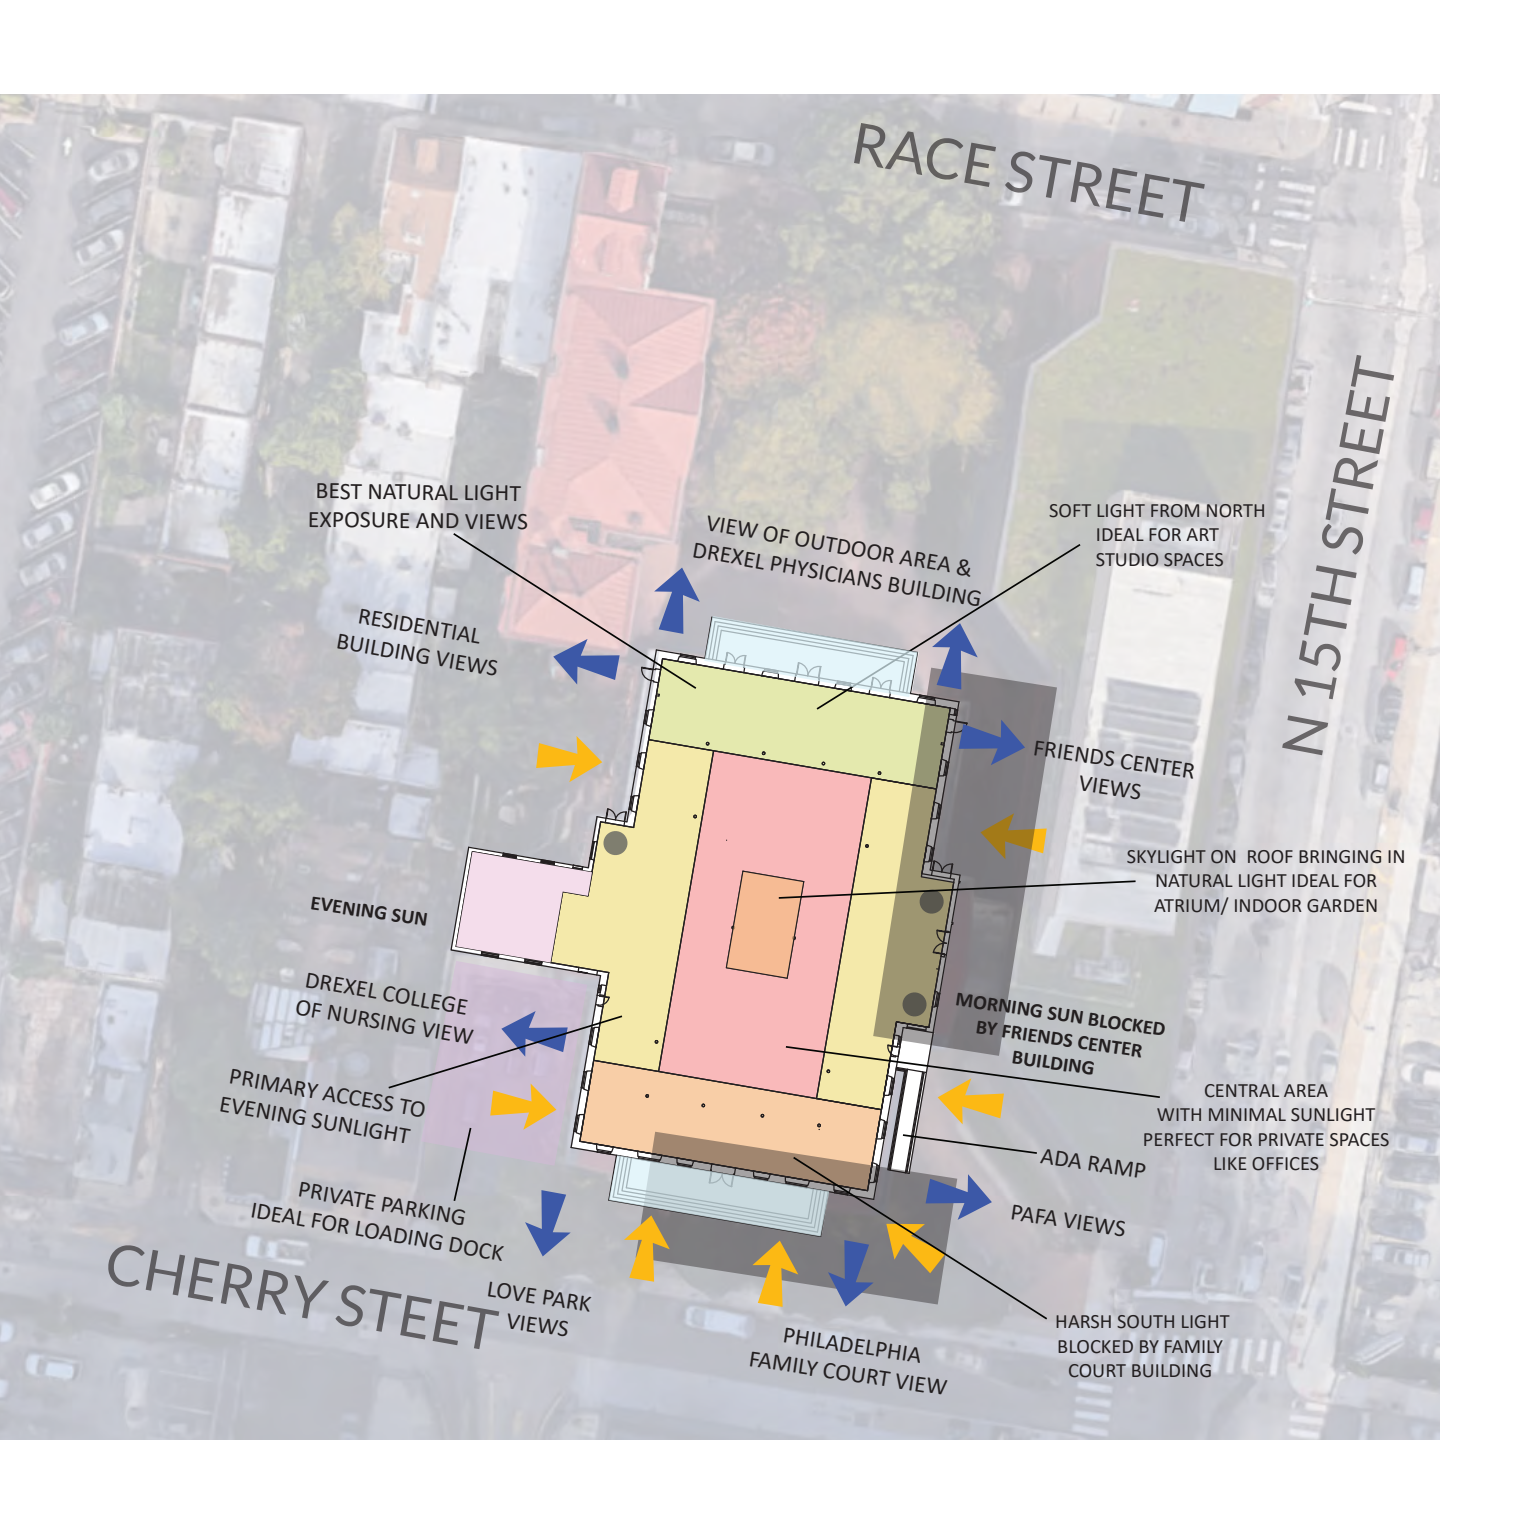 RACE STREET
N 15TH STREET
BEST NATURAL LIGHT
EXPOSURE AND VIEWS
VIEW OF OUTDOOR AREA &
DREXEL PHYSICIANS BUILDING
SOFT LIGHT FROM NORTH
IDEAL FOR ART
STUDIO SPACES
RESIDENTIAL
BUILDING VIEWS
FRIENDS CENTER
VIEWS
SKYLIGHT ON ROOF BRINGING IN
NATURAL LIGHT IDEAL FOR
ATRIUM/ INDOOR GARDEN
EVENING SUN
DREXEL COLLEGE
OF NURSING VIEW
MORNING SUN BLOCKED
BY FRIENDS CENTER
BUILDING
PRIMARY ACCESS TO
EVENING SUNLIGHT
CENTRAL AREA
WITH MINIMAL SUNLIGHT
PERFECT FOR PRIVATE SPACES
LIKE OFFICES
ADA RAMP
PRIVATE PARKING
IDEAL FOR LOADING DOCK
PAFA VIEWS
CHERRY STEET
LOVE PARK
VIEWS
PHILADELPHIA
FAMILY COURT VIEW
HARSH SOUTH LIGHT
BLOCKED BY FAMILY
COURT BUILDING